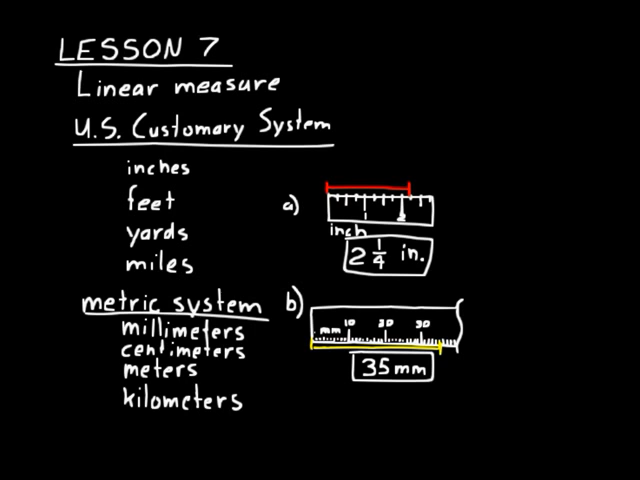 LESSON 7
Linear measure
U.S. Customary System
inches
feet
yards
miles
a)
1 2
inch
2 1/4 in.
metric system
millimeters
centimeters
meters
kilometers
b)
mm 10 20 30
35 mm